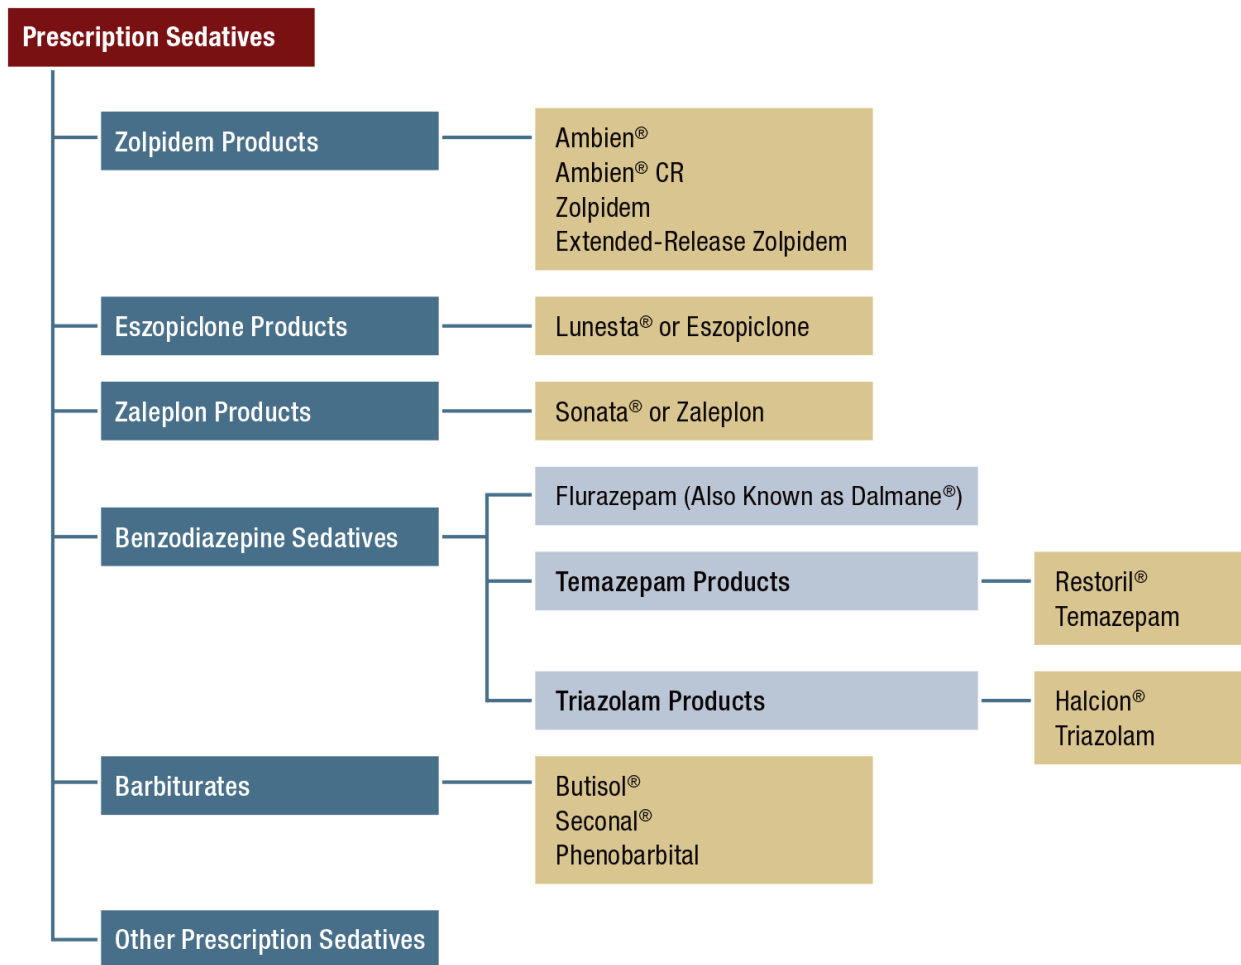 Prescription Sedatives
Zolpidem Products
Ambien®
Ambien® CR
Zolpidem
Extended-Release Zolpidem
Eszopiclone Products
Lunesta® or Eszopiclone
Zaleplon Products
Sonata® or Zaleplon
Benzodiazepine Sedatives
Flurazepam (Also Known as Dalmane®)
Temazepam Products
Restoril®
Temazepam
Triazolam Products
Halcion®
Triazolam
Barbiturates
Butisol®
Seconal®
Phenobarbital
Other Prescription Sedatives